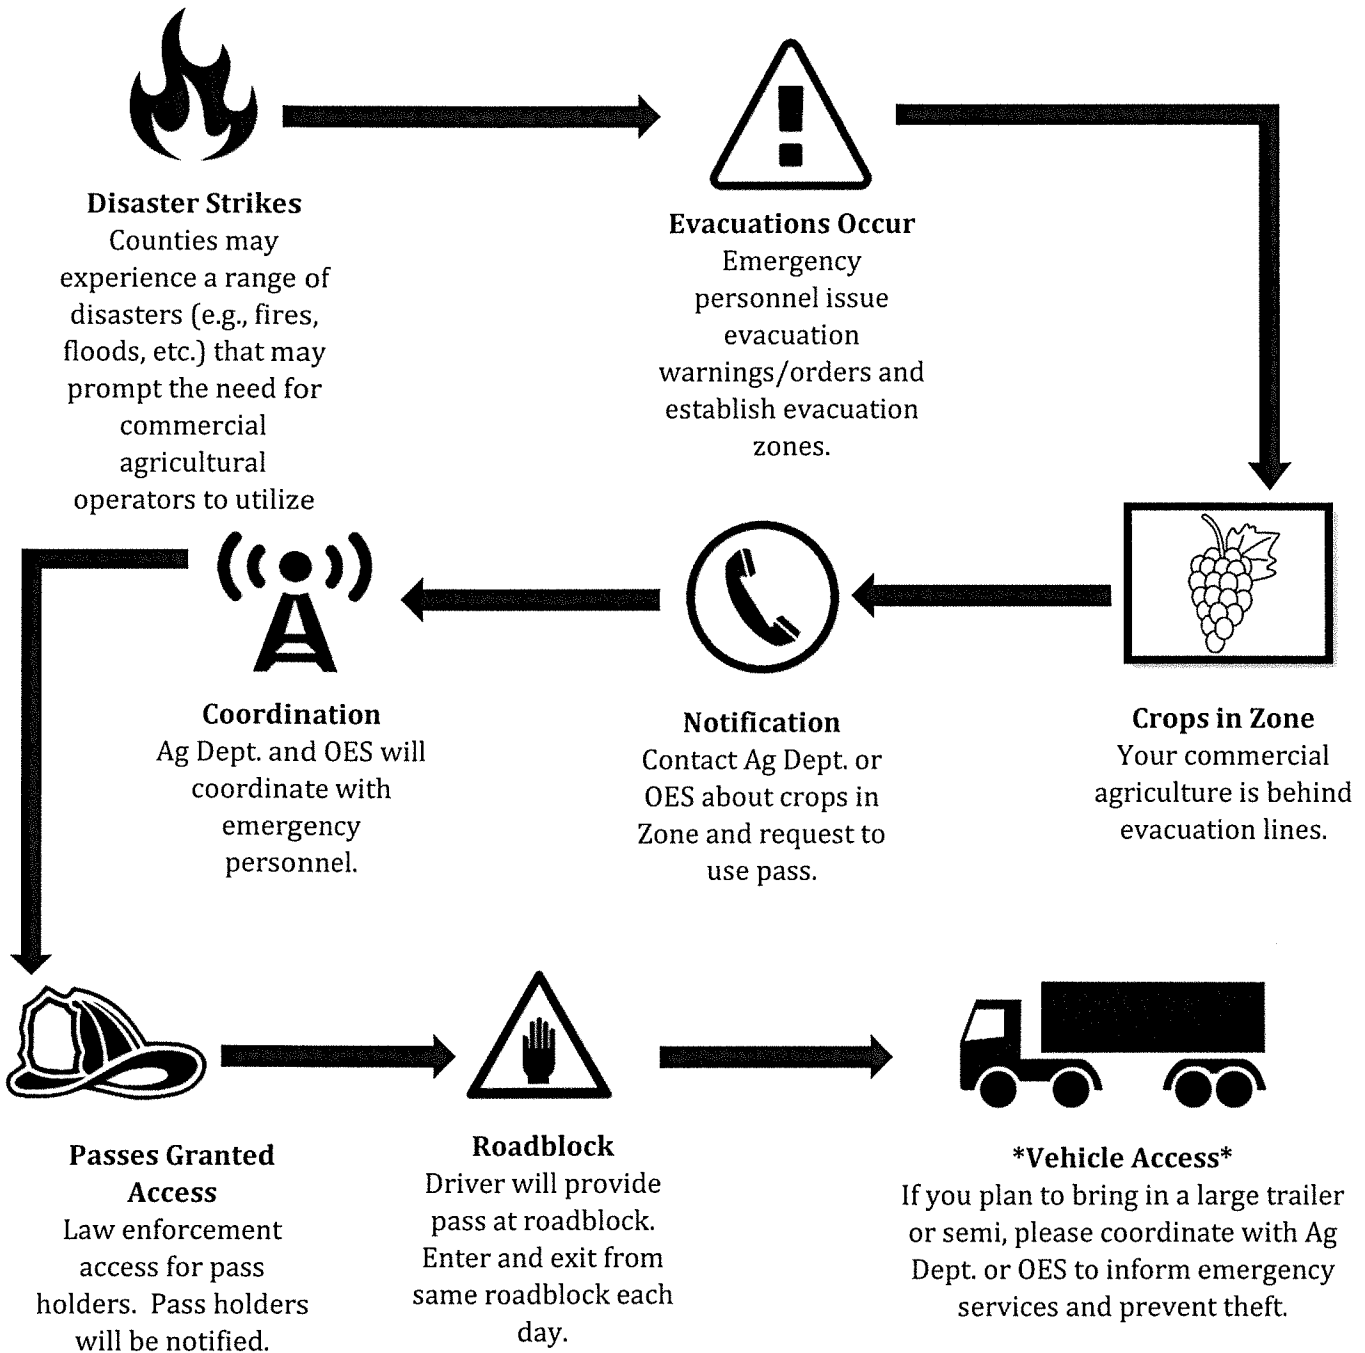 Disaster Strikes
Counties may
experience a range of
disasters (e.g., fires,
floods, etc.) that may
prompt the need for
commercial
agricultural
operators to utilize
Evacuations Occur
Emergency
personnel issue
evacuation
warnings/orders and
establish evacuation
zones.
Crops in Zone
Your commercial
agriculture is behind
evacuation lines.
Notification
Contact Ag Dept. or
OES about crops in
Zone and request to
use pass.
Coordination
Ag Dept. and OES will
coordinate with
emergency
personnel.
Passes Granted
Access
Law enforcement
access for pass
holders. Pass holders
will be notified.
Roadblock
Driver will provide
pass at roadblock.
Enter and exit from
same roadblock each
day.
*Vehicle Access*
If you plan to bring in a large trailer
or semi, please coordinate with Ag
Dept. or OES to inform emergency
services and prevent theft.